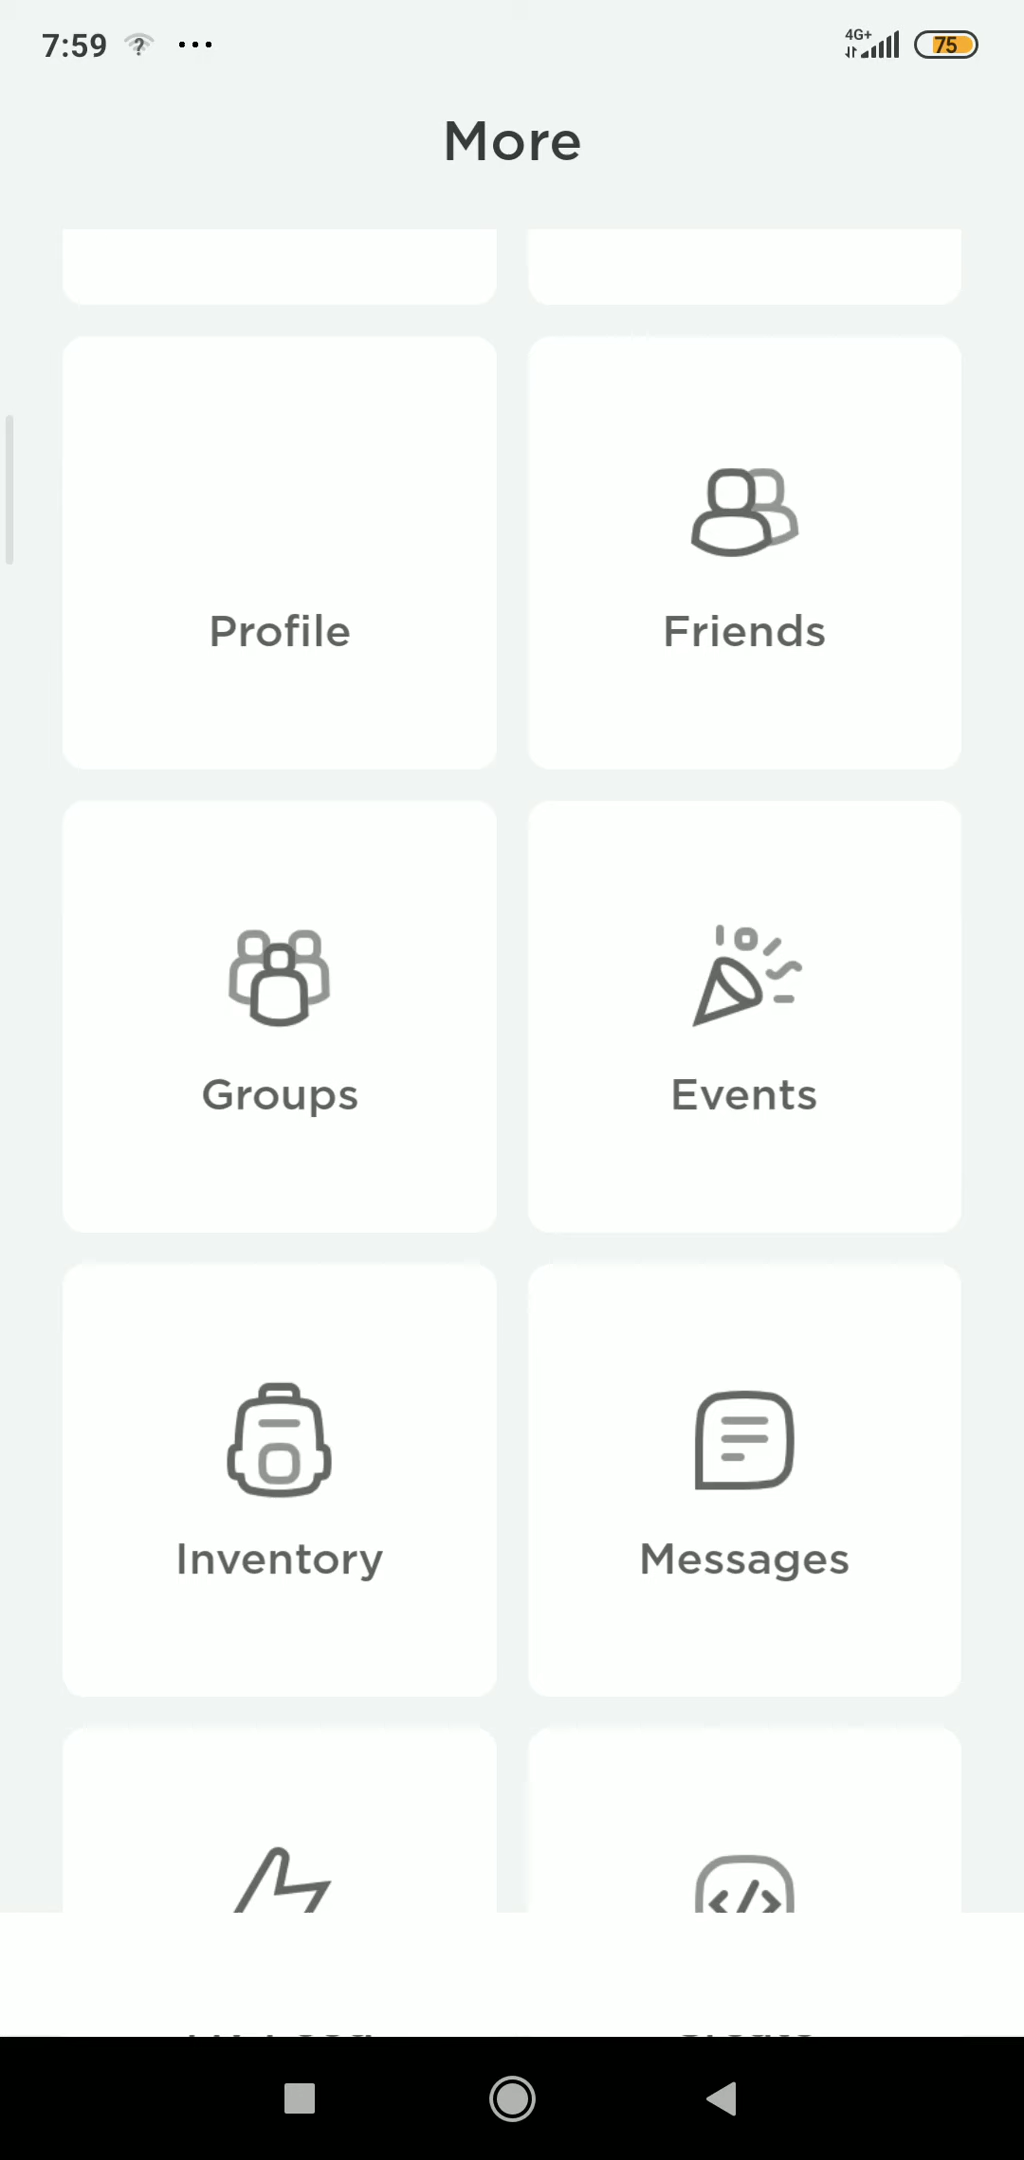 7:59
4G+
75
More
Profile
Friends
Groups
Events
Inventory
Messages